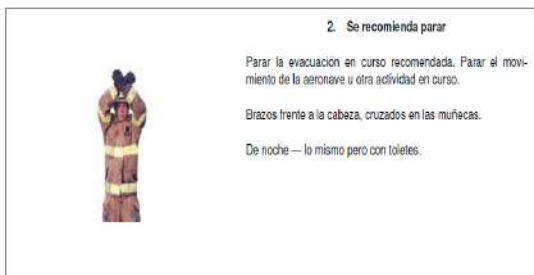 2. Se recomienda parar
Parar la evacuación en curso recomendada. Parar el movi-
miento de la aeronave u otra actividad en curso.
Brazos frente a la cabeza, cruzados en las muñecas.
De noche — lo mismo pero con toletes.